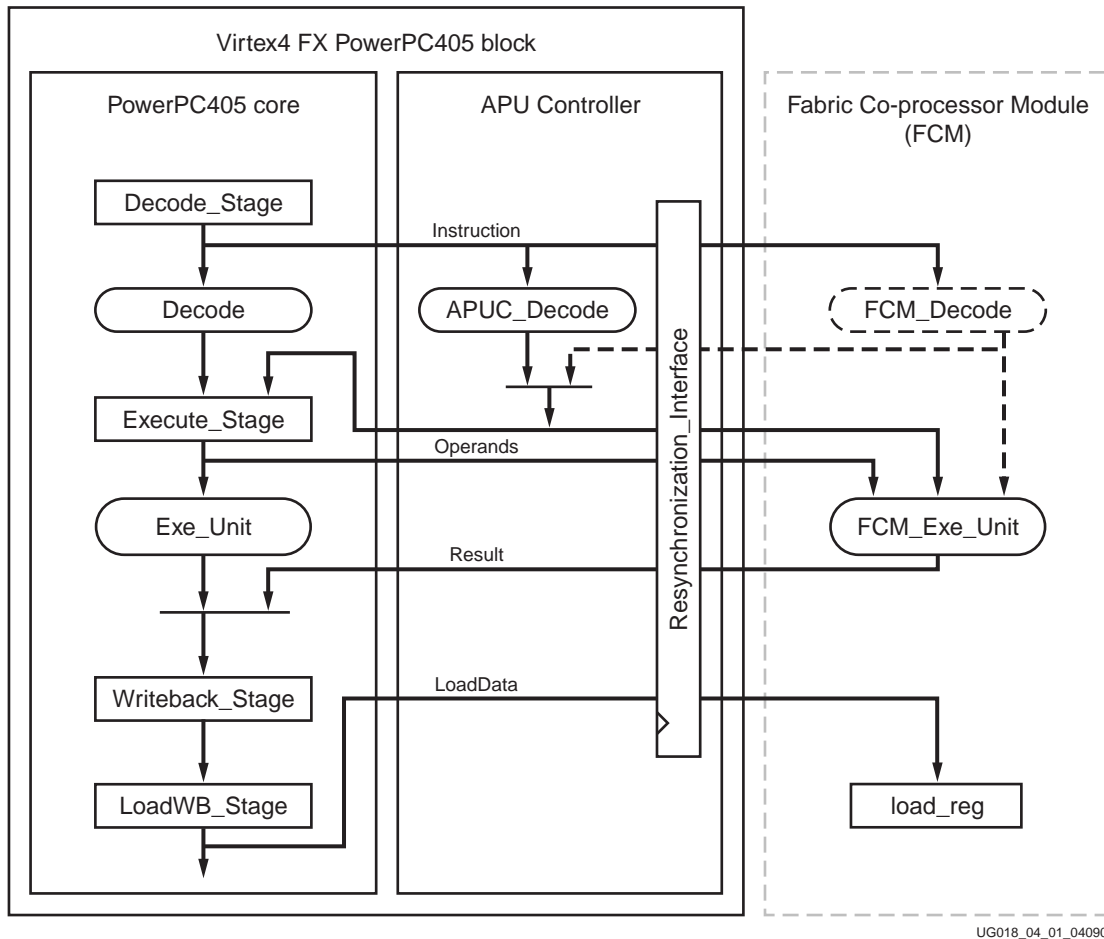 Virtex4 FX PowerPC405 block
PowerPC405 core
APU Controller
Fabric Co-processor Module
(FCM)
Decode_Stage
Instruction
Decode
APUC_Decode
FCM_Decode
Resynchronization_Interface
Execute_Stage
Operands
Exe_Unit
FCM_Exe_Unit
Result
Writeback_Stage
LoadData
LoadWB_Stage
load_reg
UG018_04_01_04090